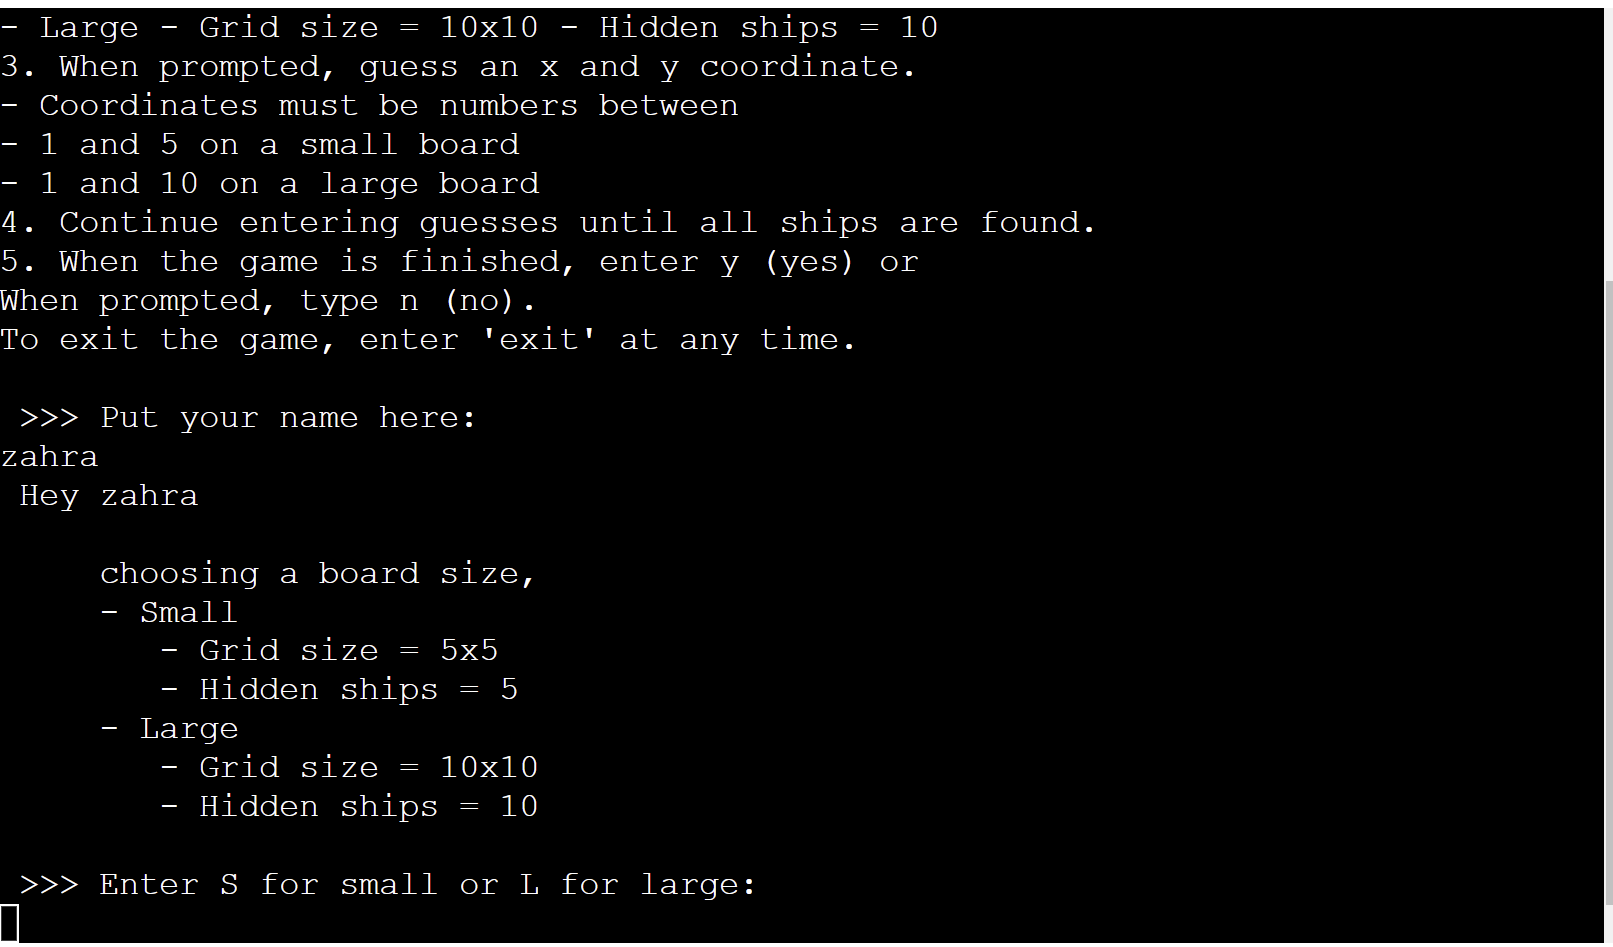 - Large - Grid size = 10x10 - Hidden ships = 10
3. When prompted, guess an x and y coordinate.
- Coordinates must be numbers between
- 1 and 5 on a small board
- 1 and 10 on a large board
4. Continue entering guesses until all ships are found.
5. When the game is finished, enter y (yes) or
When prompted, type n (no).
To exit the game, enter 'exit' at any time.
>>> Put your name here:
zahra
Hey zahra
choosing a board size,
- Small
- Grid size = 5x5
- Hidden ships = 5
- Large
- Grid size = 10x10
- Hidden ships = 10
>>> Enter S for small or L for large: